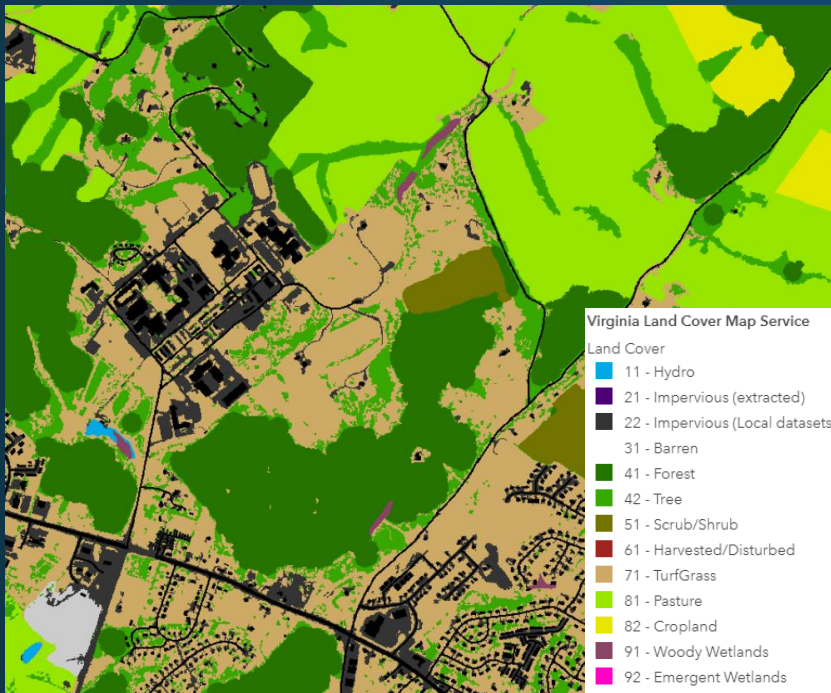 Virginia Land Cover Map Service
Land Cover
11 - Hydro
21 - Impervious (extracted)
22 - Impervious (Local datasets
31 - Barren
41 - Forest
42 - Tree
51 - Scrub/Shrub
61 - Harvested/Disturbed
71 - TurfGrass
81 - Pasture
82 - Cropland
91 - Woody Wetlands
92 - Emergent Wetlands